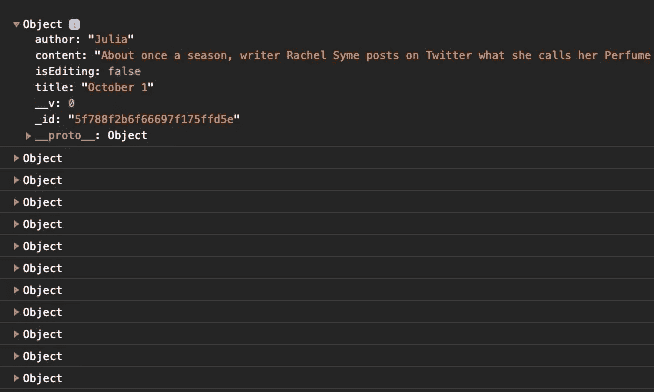 Object i
author: "Julia"
content: "About once a season, writer Rachel Syme posts on Twitter what she calls her Perfume
isEditing: false
title: "October 1"
__v: 0
_id: "5f788f2b6f66697f175ffd5e"
__proto__: Object
Object
Object
Object
Object
Object
Object
Object
Object
Object
Object
Object